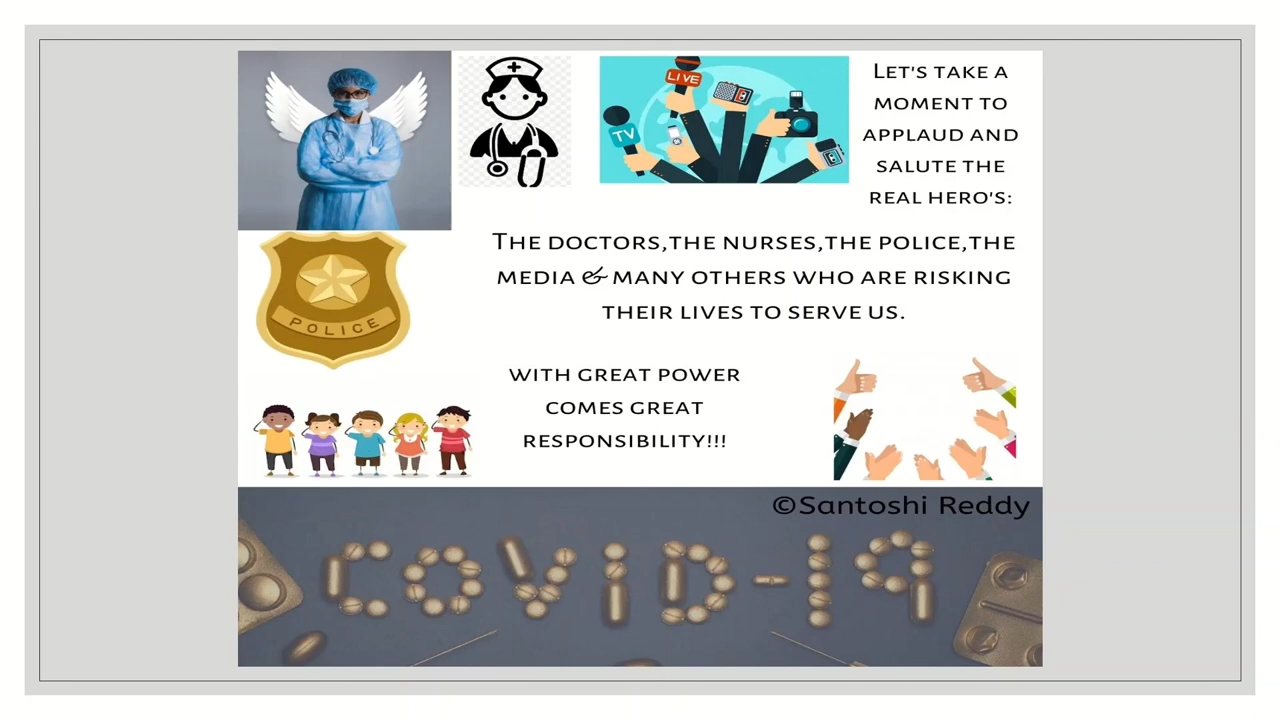 LET'S TAKE A
MOMENT TO
APPLAUD AND
SALUTE THE
REAL HERO'S:
LIVE
TV
THE DOCTORS,THE NURSES,THE POLICE,THE
MEDIA & MANY OTHERS WHO ARE RISKING
THEIR LIVES TO SERVE US.
POLICE
WITH GREAT POWER
COMES GREAT
RESPONSIBILITY!!!
©Santoshi Reddy
COVID-19